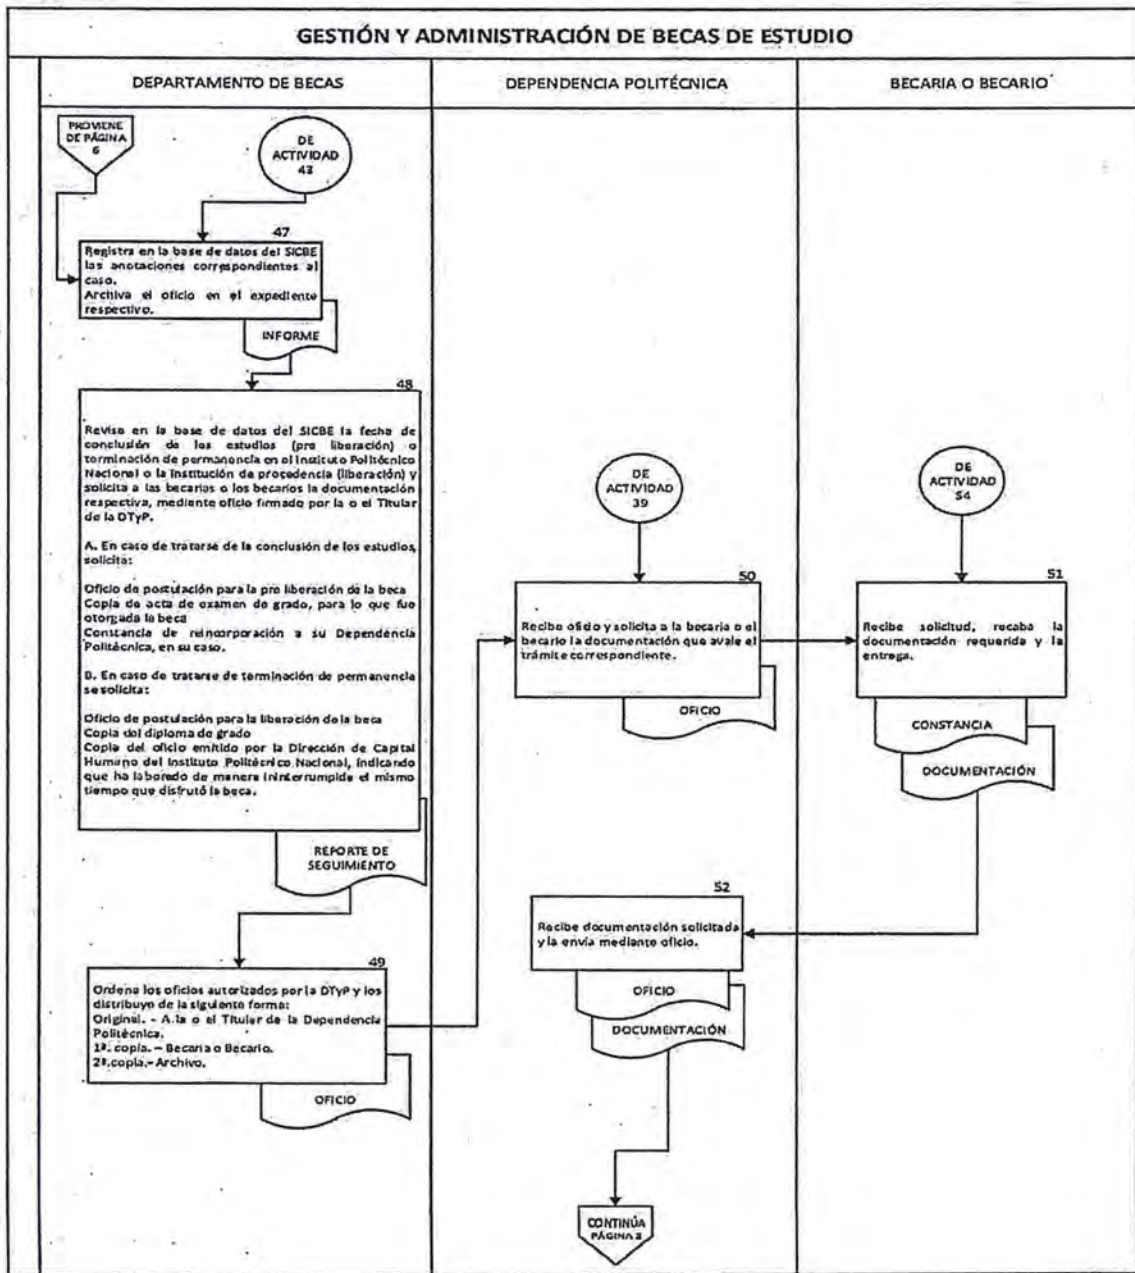 GESTIÓN Y ADMINISTRACIÓN DE BECAS DE ESTUDIO
DEPARTAMENTO DE BECAS
DEPENDENCIA POLITÉCNICA
BECARIA O BECARIO
PROVIENE
DE PÁGINA
6
DE
ACTIVIDAD
43
47
Registra en la base de datos del SICBE
las anotaciones correspondientes al
caso.
Archiva el oficio en el expediente
respectivo.
INFORME
48
Revisa en la base de datos del SICBE la fecha de
conclusión de los estudios (pre liberación) o
terminación de permanencia en el Instituto Politécnico
Nacional o la Institución de procedencia (liberación) y
solicita a las becarias o los becarios la documentación
respectiva, mediante oficio firmado por la o el Titular
de la DTyP.
A. En caso de tratarse de la conclusión de los estudios,
solicita:
Oficio de postulación para la pre liberación de la beca
Copia de acta de examen de grado, para lo que fue
otorgada la beca
Constancia de reincorporación a su Dependencia
Politécnica, en su caso.
B. En caso de tratarse de terminación de permanencia
se solicita:
Oficio de postulación para la liberación de la beca
Copia del diploma de grado
Copia del oficio emitido por la Dirección de Capital
Humano del Instituto Politécnico Nacional, indicando
que ha laborado de manera ininterrumpida el mismo
tiempo que disfrutó la beca.
REPORTE DE
SEGUIMIENTO
49
Ordena los oficios autorizados por la DTyP y los
distribuye de la siguiente forma:
Original. - A la o el Titular de la Dependencia
Politécnica.
1ª. copia. – Becaria o Becario.
2ª.copia.- Archivo.
OFICIO
DE
ACTIVIDAD
39
50
Recibe oficio y solicita a la becaria o el
becario la documentación que avale el
trámite correspondiente.
OFICIO
DE
ACTIVIDAD
54
51
Recibe solicitud, recaba la
documentación requerida y la
entrega.
CONSTANCIA
DOCUMENTACIÓN
52
Recibe documentación solicitada
y la envía mediante oficio.
OFICIO
DOCUMENTACIÓN
CONTINÚA
PÁGINA 8